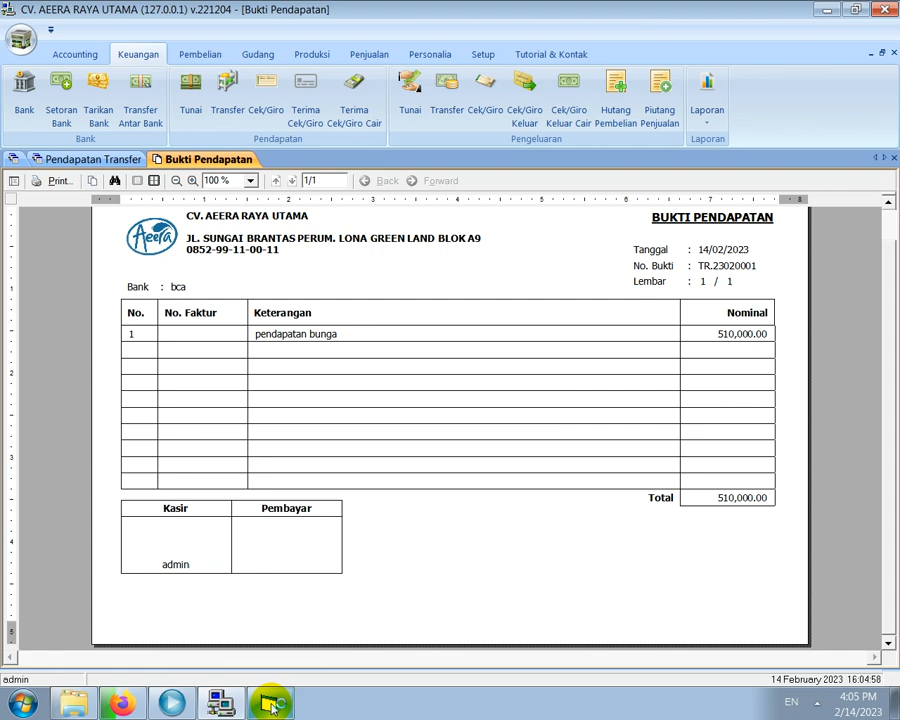 CV. AEERA RAYA UTAMA (127.0.0.1) v.221204 - [Bukti Pendapatan]
Accounting Keuangan Pembelian Gudang Produksi Penjualan Personalia Setup Tutorial & Kontak
Bank Setoran Bank Tarikan Bank Transfer Antar Bank Tunai Transfer Cek/Giro Terima Cek/Giro Terima Cek/Giro Cair Tunai Transfer Cek/Giro Cek/Giro Keluar Cek/Giro Keluar Cair Hutang Pembelian Piutang Penjualan Laporan
Bank Pendapatan Pengeluaran Laporan
Pendapatan Transfer Bukti Pendapatan
Print... 100 % 1/1 Back Forward
CV. AEERA RAYA UTAMA BUKTI PENDAPATAN
Aeera
JL. SUNGAI BRANTAS PERUM. LONA GREEN LAND BLOK A9
0852-99-11-00-11
Tanggal : 14/02/2023
No. Bukti : TR.23020001
Lembar : 1 / 1
Bank : bca
No. No. Faktur Keterangan Nominal
1 pendapatan bunga 510,000.00
Total 510,000.00
Kasir Pembayar
admin
admin 14 February 2023 16:04:58
EN 4:05 PM
2/14/2023